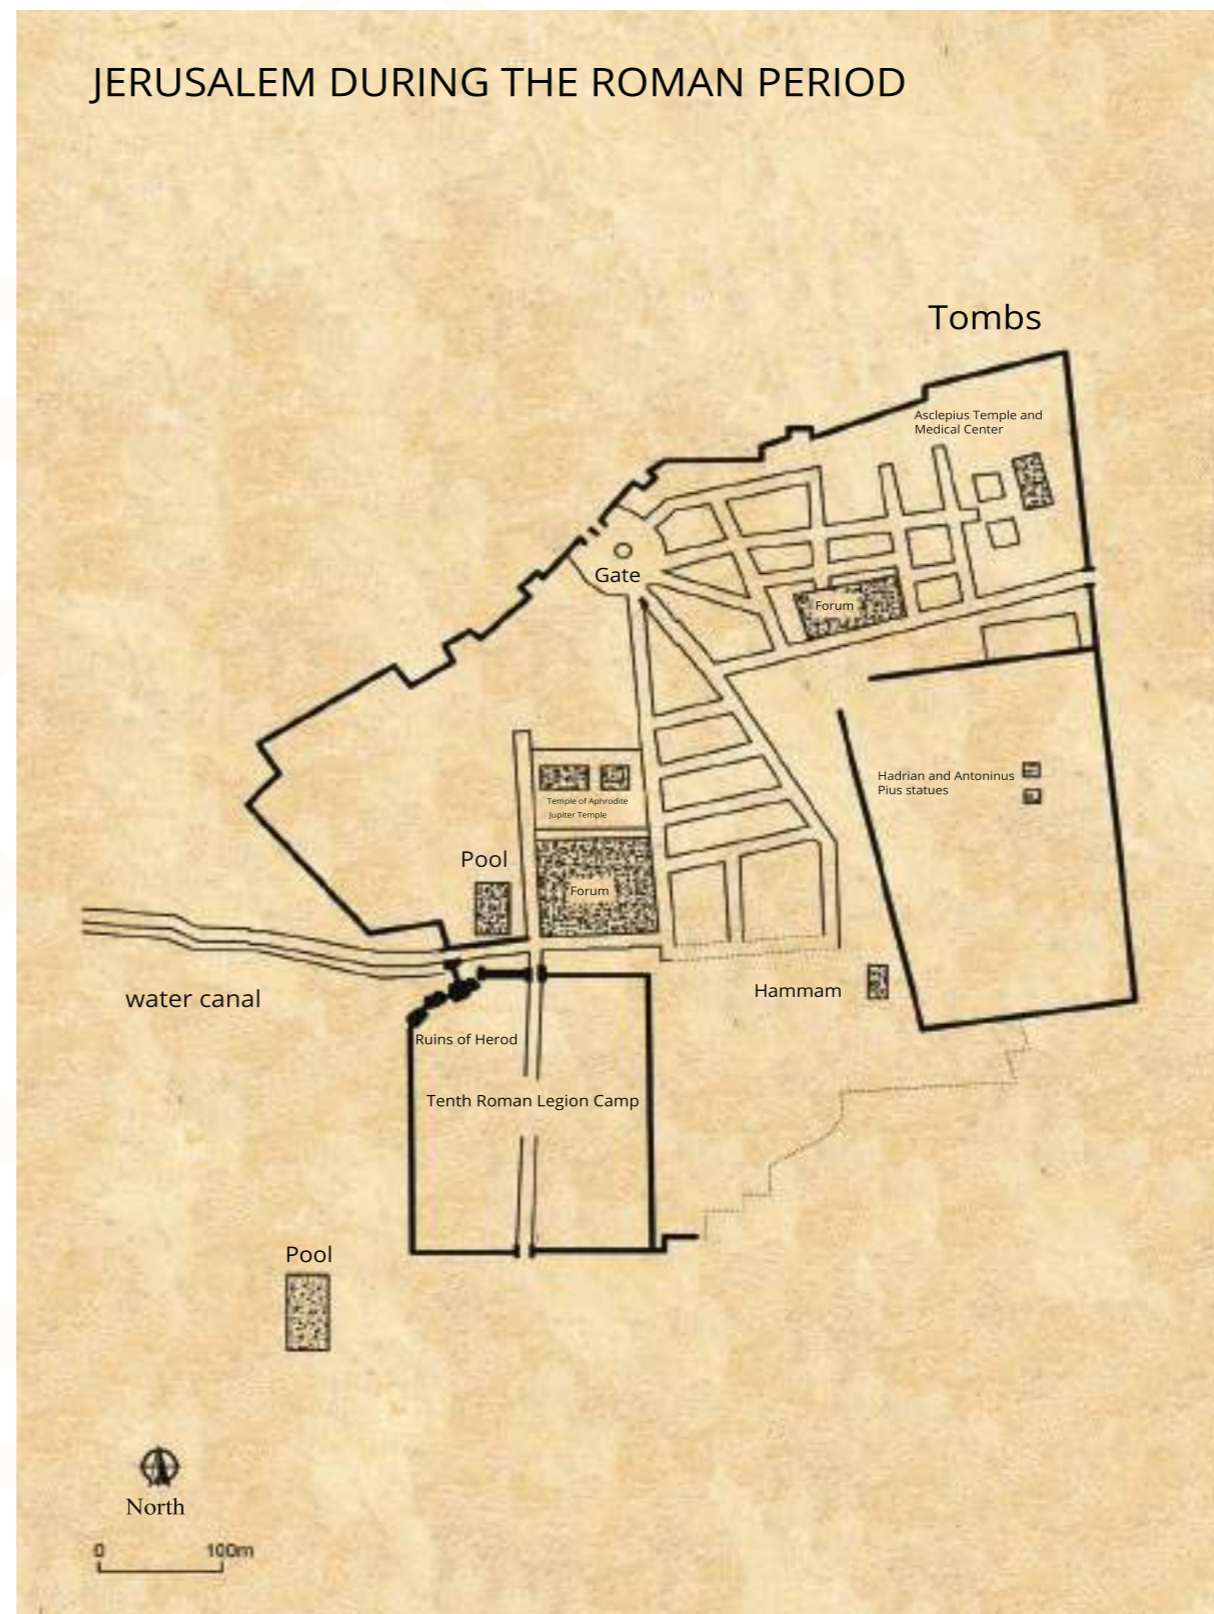 JERUSALEM DURING THE ROMAN PERIOD
Tombs
Asclepius Temple and
Medical Center
Gate
Forum
Hadrian and Antoninus
Pius statues
Temple of Aphrodite
Jupiter Temple
Pool
Forum
water canal
Hammam
Ruins of Herod
Tenth Roman Legion Camp
Pool
North
0 100m